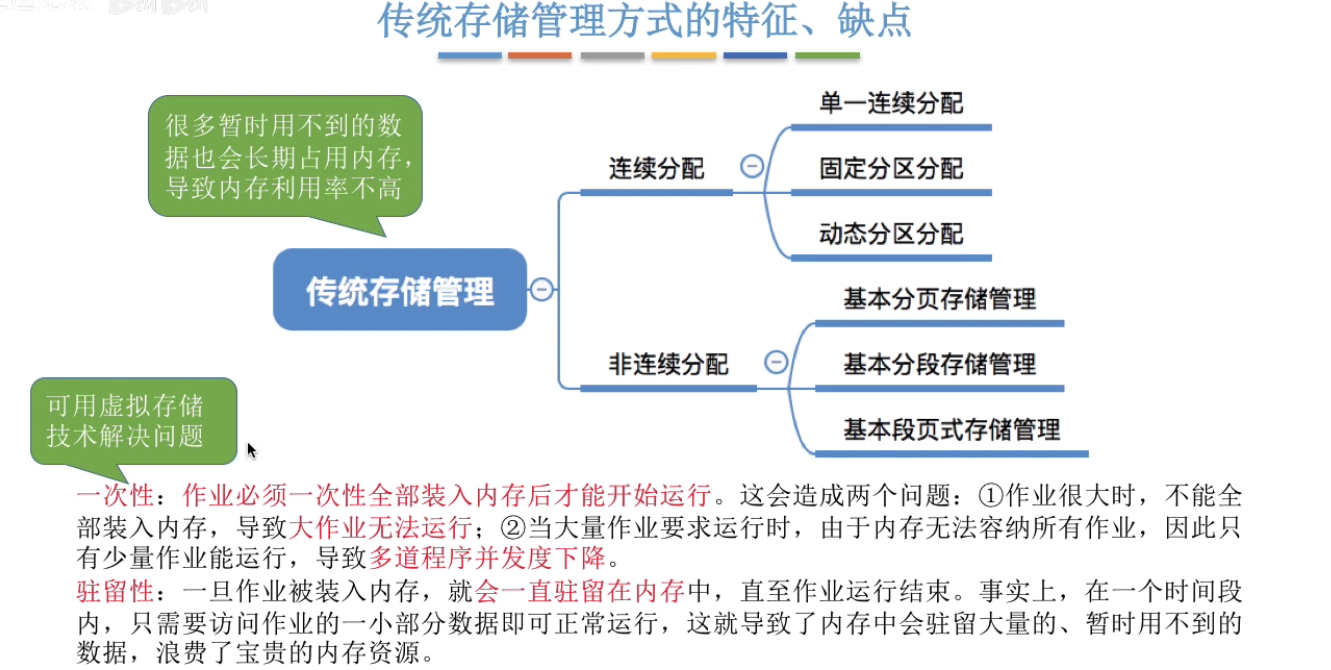 传统存储管理方式的特征、缺点
很多暂时用不到的数
据也会长期占用内存，
导致内存利用率不高
传统存储管理
连续分配
单一连续分配
固定分区分配
动态分区分配
非连续分配
基本分页存储管理
基本分段存储管理
基本段页式存储管理
可用虚拟存储
技术解决问题
一次性：作业必须一次性全部装入内存后才能开始运行。这会造成两个问题：①作业很大时，不能全
部装入内存，导致大作业无法运行；②当大量作业要求运行时，由于内存无法容纳所有作业，因此只
有少量作业能运行，导致多道程序并发度下降。
驻留性：一旦作业被装入内存，就会一直驻留在内存中，直至作业运行结束。事实上，在一个时间段
内，只需要访问作业的一小部分数据即可正常运行，这就导致了内存中会驻留大量的、暂时用不到的
数据，浪费了宝贵的内存资源。